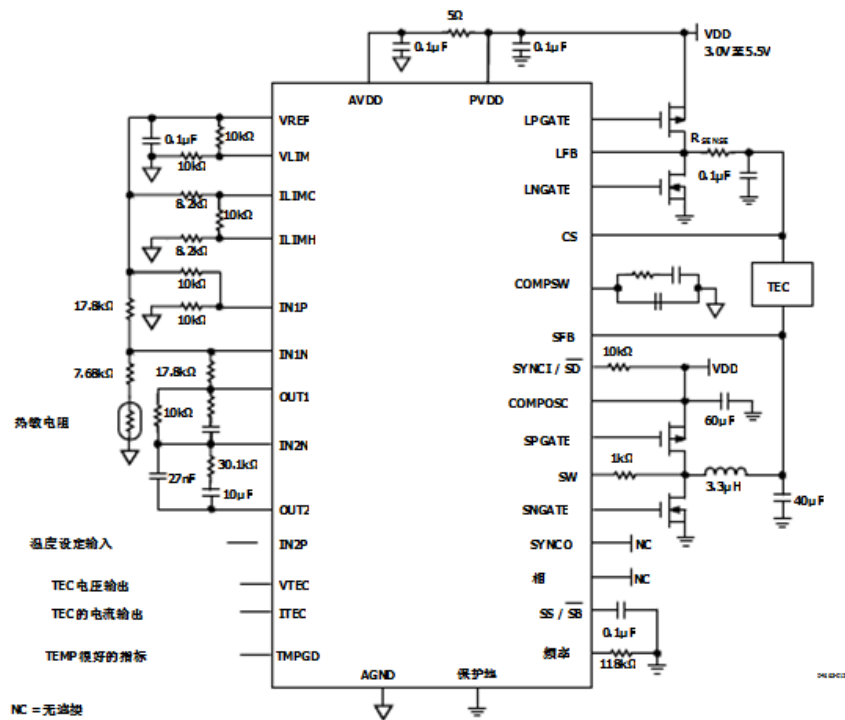 5Ω
VDD
3.0V至5.5V
0.1μF
0.1μF
AVDD
PVDD
VREF
0.1μF
10kΩ
VLIM
10kΩ
ILIMC
8.2kΩ
10kΩ
8.2kΩ
ILIMH
10kΩ
IN1P
10kΩ
17.8kΩ
IN1N
7.68kΩ
17.8kΩ
OUT1
10kΩ
热敏电阻
IN2N
30.1kΩ
27nF
10μF
OUT2
温度设定输入
IN2P
TEC电压输出
VTEC
TEC的电流输出
ITEC
TEMP很好的指标
TMPGD
LPGATE
RSENSE
LFB
0.1μF
LNGATE
CS
COMPSW
TEC
SFB
10kΩ
VDD
SYNCI / SD
COMPOSC
60μF
SPGATE
1kΩ
SW
3.3μH
40μF
SNGATE
SYNCO
NC
相
NC
SS / SB
0.1μF
频率
118kΩ
AGND
保护地
NC = 无连接